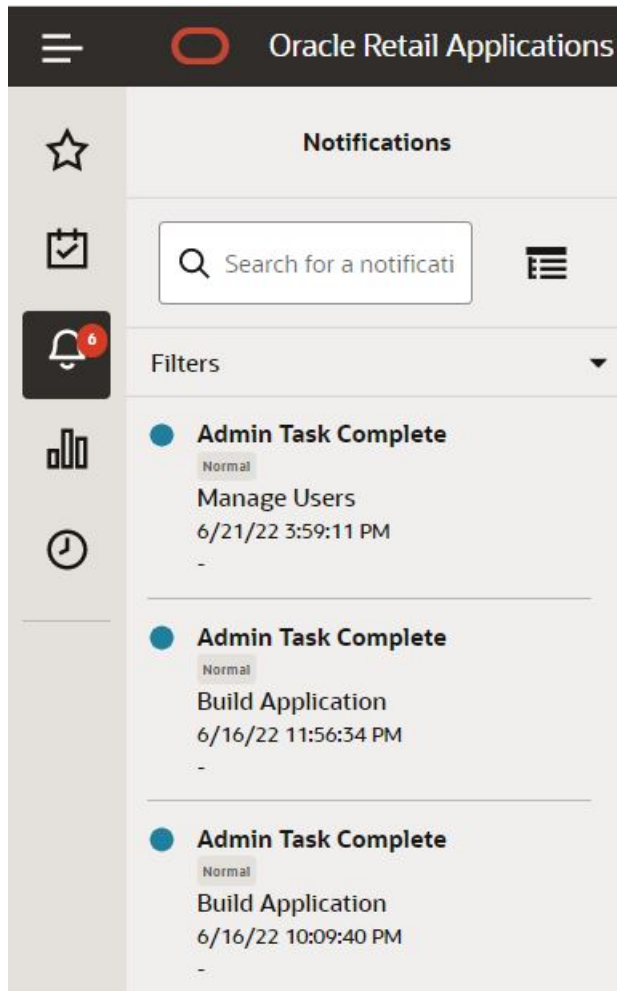 Oracle Retail Applications
Notifications
Search for a notificati
Filters
6
Admin Task Complete
Normal
Manage Users
6/21/22 3:59:11 PM
-
Admin Task Complete
Normal
Build Application
6/16/22 11:56:34 PM
-
Admin Task Complete
Normal
Build Application
6/16/22 10:09:40 PM
-